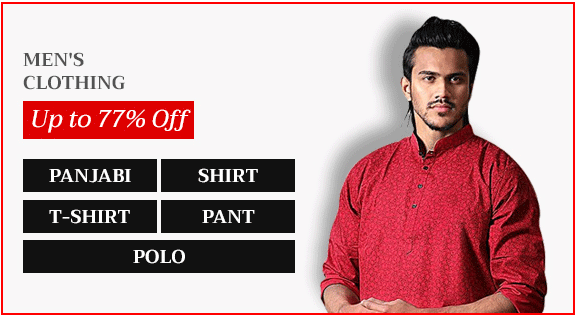 MEN'S
CLOTHING
Up to 77% Off
PANJABI SHIRT
T-SHIRT PANT
POLO